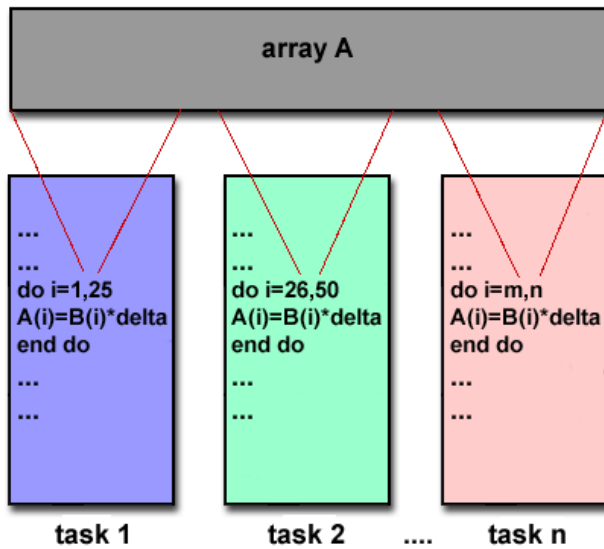 array A
...
...
do i=1,25
A(i)=B(i)*delta
end do
...
...
task 1
...
...
do i=26,50
A(i)=B(i)*delta
end do
...
...
task 2
....
...
...
do i=m,n
A(i)=B(i)*delta
end do
...
...
task n